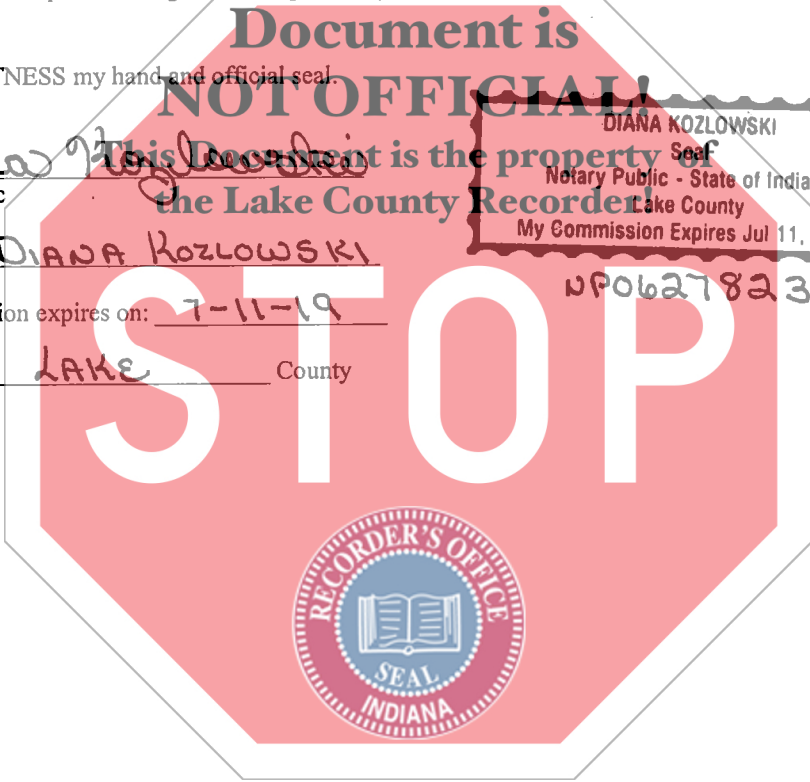 Document is
NESS my hand and official seal.
NOT OFFICIAL!
DIANA KOZLOWSKI
Seal
Kozlowski
This Document is the property of
Notary Public - State of India
the Lake County Recorder!
Lake County
My Commission Expires Jul 11,
DIANA KOZLOWSKI
NP0627823
ion expires on: 7-11-19
LAKE County
STOP
RECORDER'S OFFICE
SEAL
INDIANA